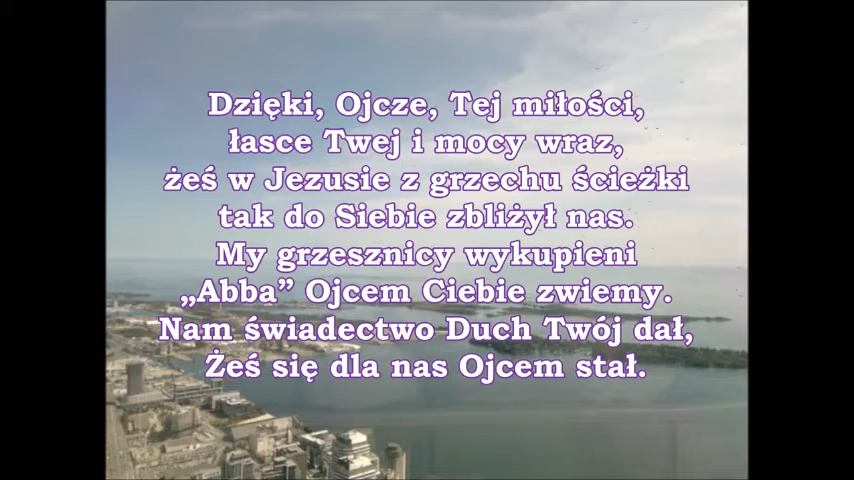 Dzięki, Ojcze, Tej miłości,
łasce Twej i mocy wraz,
żeś w Jezusie z grzechu ścieżki
tak do Siebie zbliżył nas.
My grzesznicy wykupieni
„Abba” Ojcem Ciebie zwiemy.
Nam świadectwo Duch Twój dał,
Żeś się dla nas Ojcem stał.